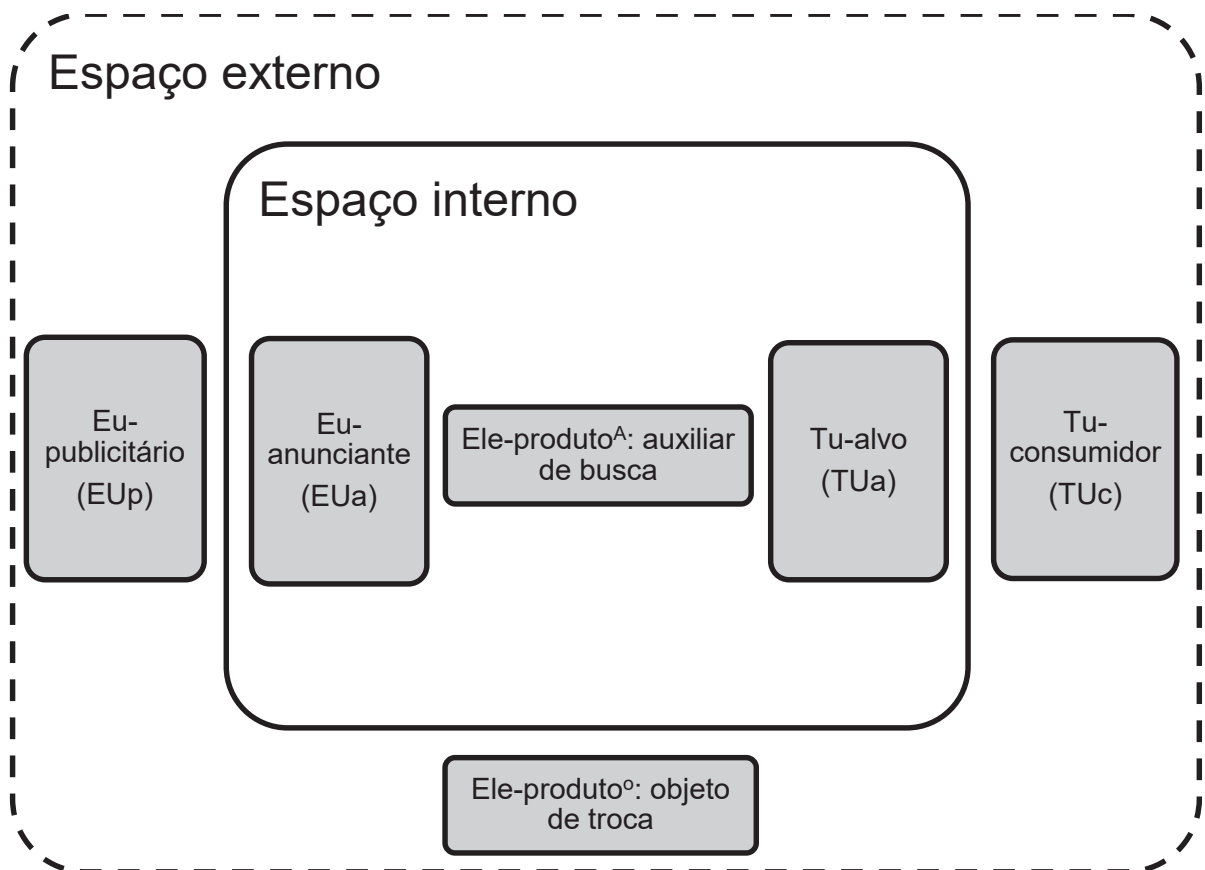 Espaço externo
Espaço interno
Eu-
publicitário
(EUp)
Eu-
anunciante
(EUa)
Ele-produtoᴬ: auxiliar
de busca
Tu-alvo
(TUa)
Tu-
consumidor
(TUc)
Ele-produtoº: objeto
de troca